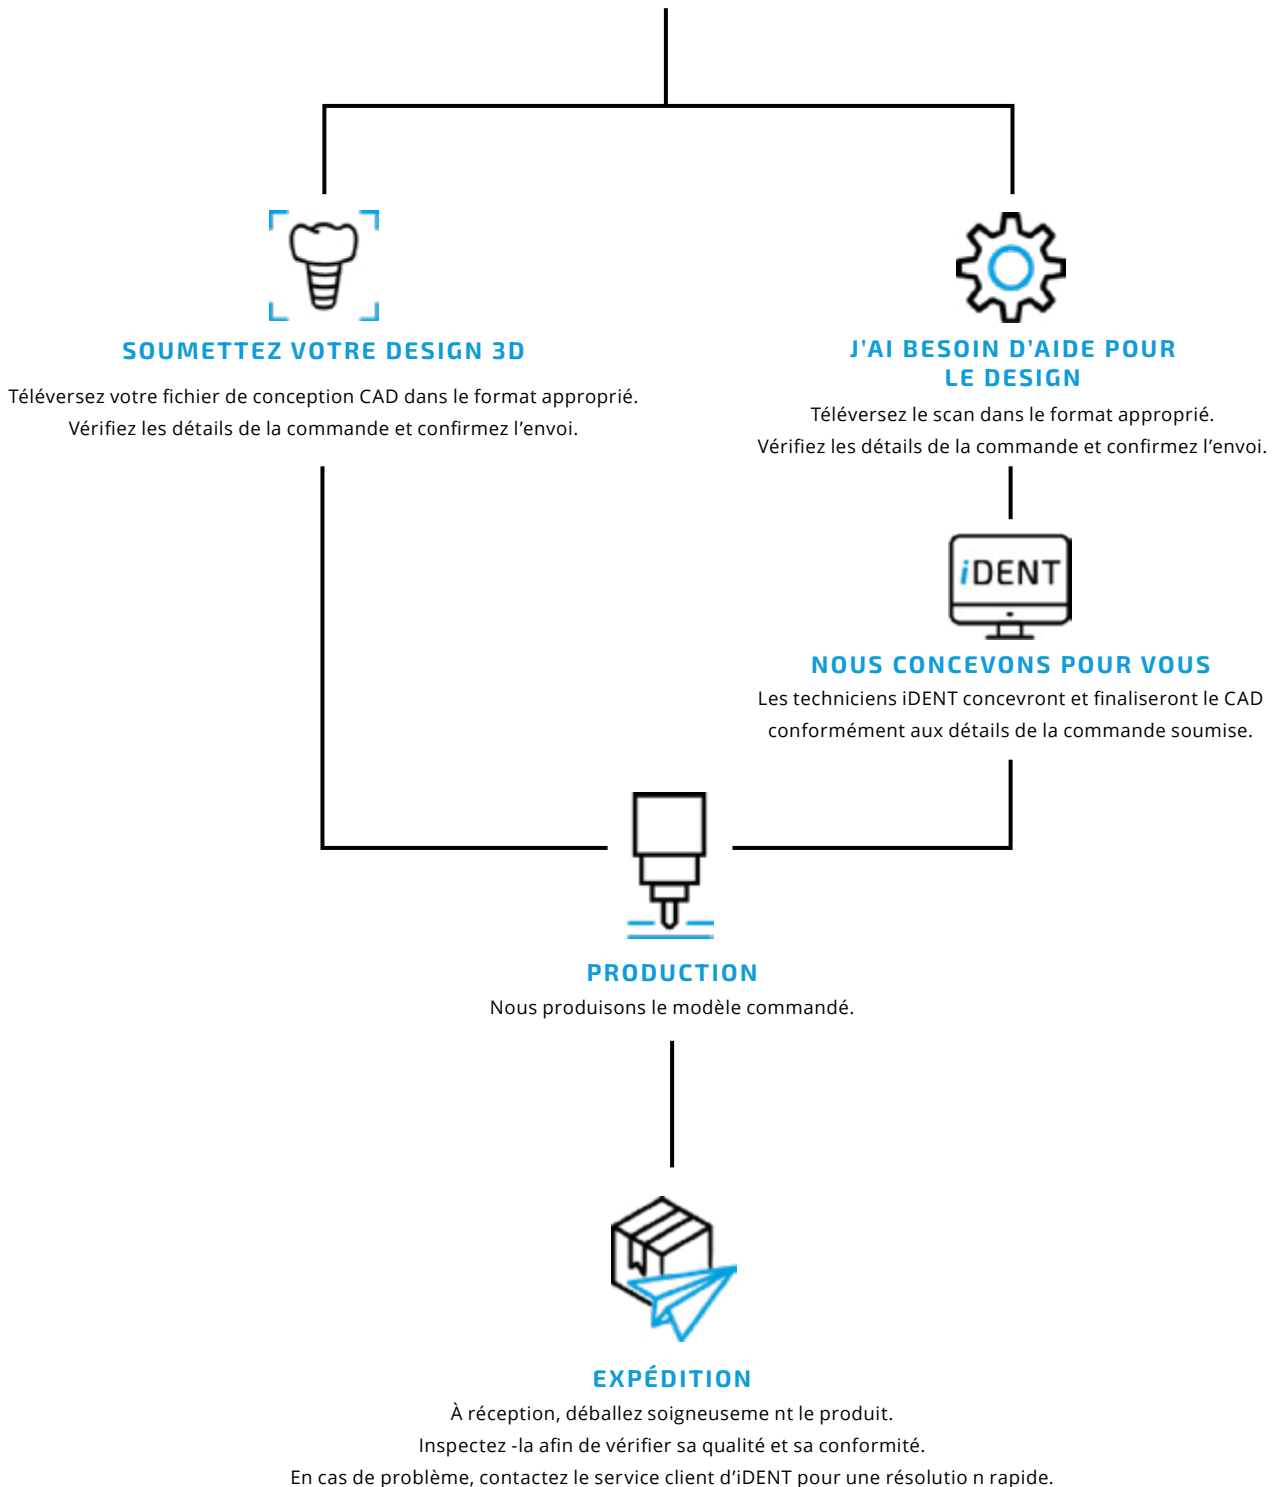 SOUMETTEZ VOTRE DESIGN 3D
Téléversez votre fichier de conception CAD dans le format approprié.
Vérifiez les détails de la commande et confirmez l’envoi.
J’AI BESOIN D’AIDE POUR
LE DESIGN
Téléversez le scan dans le format approprié.
Vérifiez les détails de la commande et confirmez l’envoi.
iDENT
NOUS CONCEVONS POUR VOUS
Les techniciens iDENT concevront et finaliseront le CAD
conformément aux détails de la commande soumise.
PRODUCTION
Nous produisons le modèle commandé.
EXPÉDITION
À réception, déballez soigneuseme nt le produit.
Inspectez -la afin de vérifier sa qualité et sa conformité.
En cas de problème, contactez le service client d’iDENT pour une résolutio n rapide.